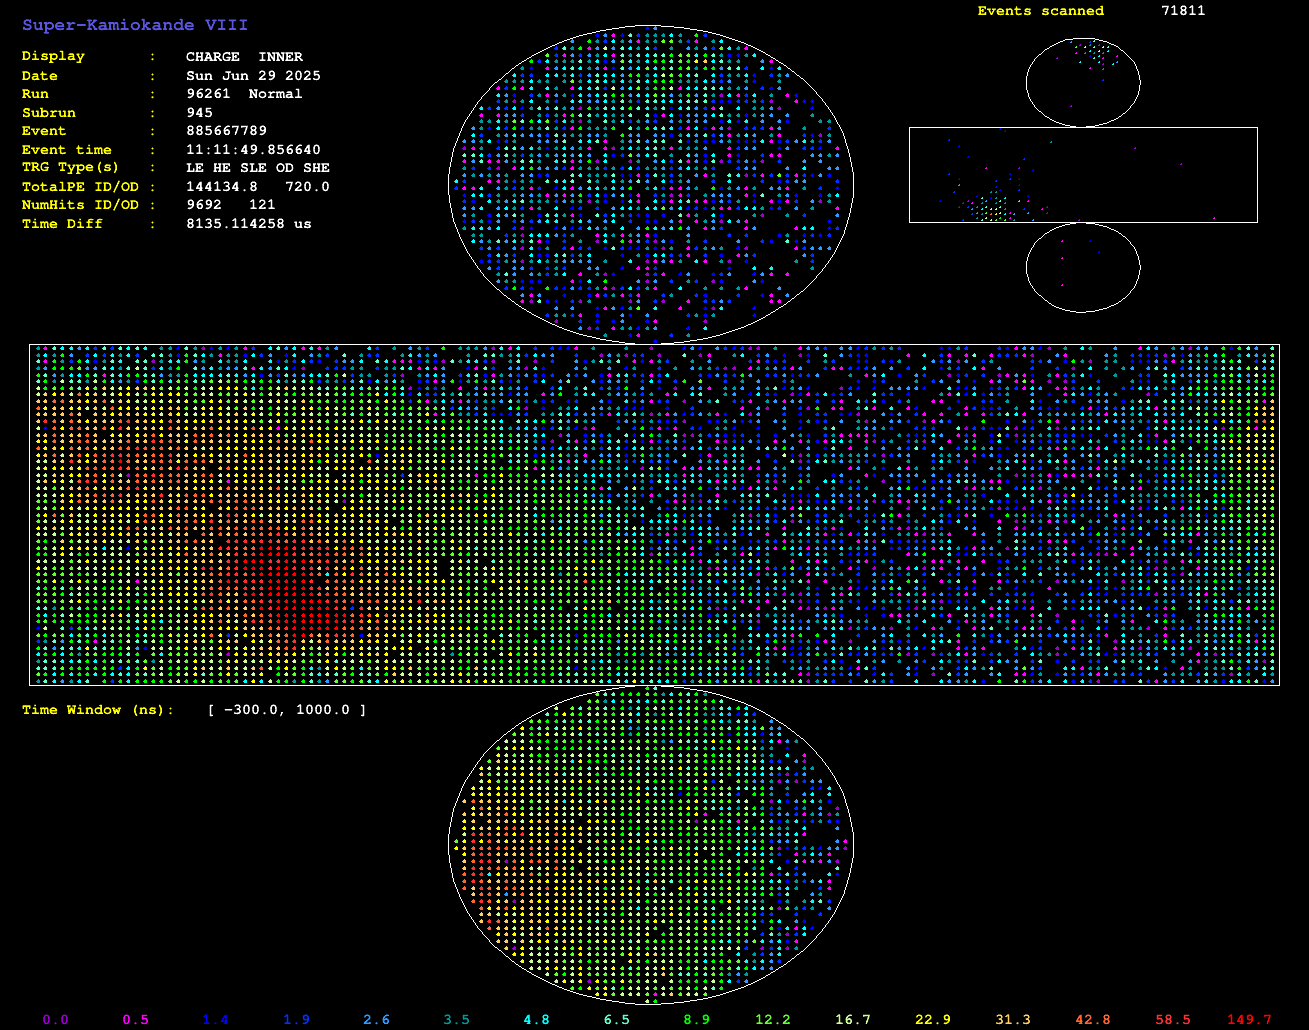 Super-Kamiokande VIII
Display : CHARGE INNER
Date : Sun Jun 29 2025
Run : 96261 Normal
Subrun : 945
Event : 885667789
Event time : 11:11:49.856640
TRG Type(s) : LE HE SLE OD SHE
TotalPE ID/OD : 144134.8 720.0
NumHits ID/OD : 9692 121
Time Diff : 8135.114258 us
Events scanned 71811
Time Window (ns): [ -300.0, 1000.0 ]
0.0 0.5 1.4 1.9 2.6 3.5 4.8 6.5 8.9 12.2 16.7 22.9 31.3 42.8 58.5 149.7